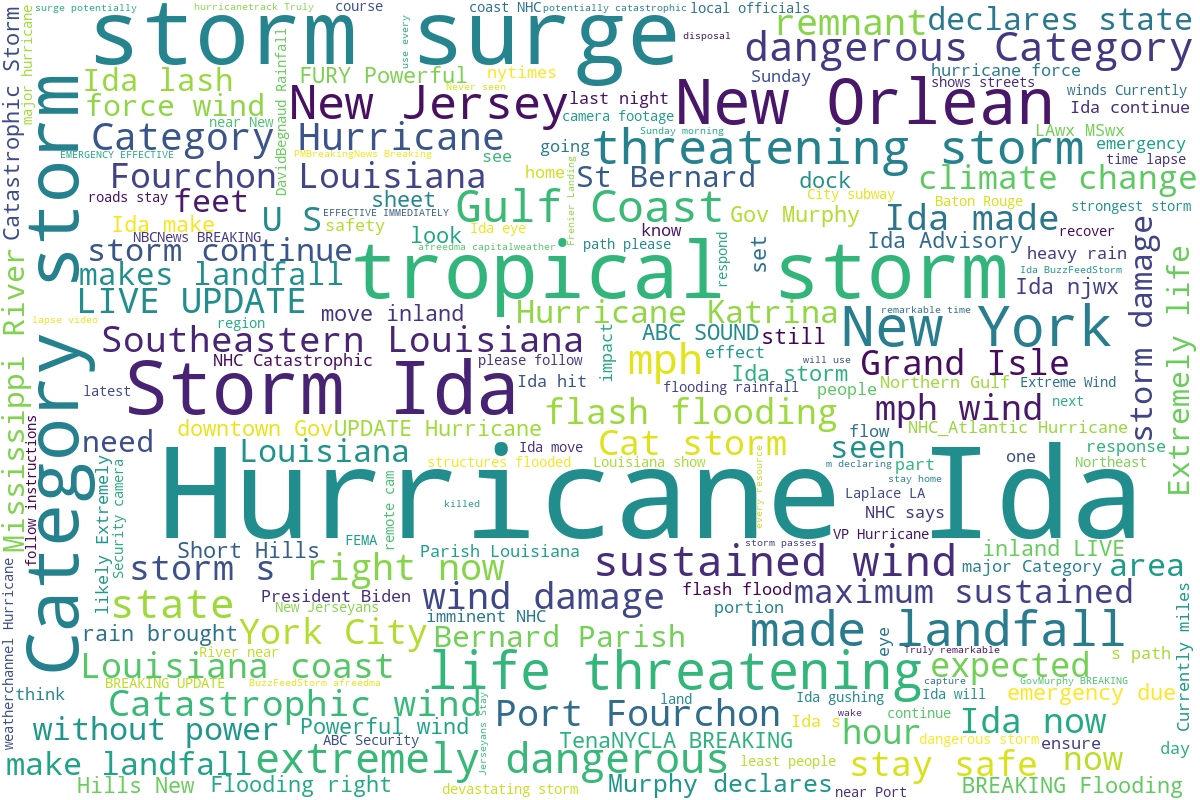 surge potentially
hurricanetrack Truly
course
coast NHC
potentially catastrophic
local officials
storm surge
use every
disposal
remnant
declares state
dangerous Category
Catastrophic Storm
major hurricane
Ida lash
FURY Powerful
nytimes
Never seen
Sunday
hurricane force
shows streets
winds Currently
force wind
New Jersey
last night
camera footage
New Orlean
Ida continue
near New
DavidBegnaud Rainfall
Category Hurricane
Sunday morning
LAwx MSwx
emergency
EMERGENCY EFFECTIVE
PMBreakingNews Breaking
see
going
threatening storm
time lapse
Fourchon Louisiana
home
Frenier Landing
St Bernard
dock
climate change
roads stay
feet
sheet
City subway
Baton Rouge
strongest storm
Ida make
U S
EFFECTIVE IMMEDIATELY
safety
Gulf Coast
Gov Murphy
Ida made
NBCNews BREAKING
look
Ida eye
know
recover
storm continue
afreedma capitalweather
path please
respond
set
Ida Advisory
heavy rain
makes landfall
tropical storm
Ida BuzzFeedStorm
Ida njwx
storm damage
Extremely life
LIVE UPDATE
Category storm
Mississippi River
lapse video
region
move inland
Hurricane Katrina
remarkable time
Southeastern Louisiana
ABC SOUND
still
New York
NHC Catastrophic
please follow
impact
effect
will use
Grand Isle
latest
Storm Ida
Ida hit
mph
Ida storm
people
flooding rainfall
Northern Gulf
Extreme Wind
next
flash flooding
mph wind
follow instructions
need
downtown Gov
UPDATE Hurricane
Cat storm
seen
flow
NHC_Atlantic Hurricane
response
Louisiana
Ida move
structures flooded
Louisiana show
m declaring
part
one
Northeast
stay home
likely Extremely
Security camera
remote cam
Hurricane Ida
killed
every resource
Laplace LA
NHC says
FEMA
storm passes
VP Hurricane
Short Hills
Parish Louisiana
inland LIVE
Weatherchannel Hurricane
storm s
right now
sustained wind
major Category
area
President Biden
wind damage
flash flood
maximum sustained
state
New Jerseyans
imminent NHC
portion
rain brought
York City
Bernard Parish
eye
made landfall
Currently miles
River near
Truly remarkable
s path
Louisiana coast
life threatening
expected
BREAKING UPDATE
BuzzFeedStorm afreedma
capture
GovMurphy BREAKING
think
Catastrophic wind
Jerseyans Stay
land
Ida gushing
Ida will
emergency due
Port Fourchon
wake
continue
without power
Powerful wind
Ida s
hour
Ida now
ABC Security
TenaNYCLA BREAKING
dangerous storm
ensure
day
make landfall
extremely dangerous
least people
stay safe
now
Hills New
Flooding right
devastating storm
Murphy declares
near Port
BREAKING Flooding